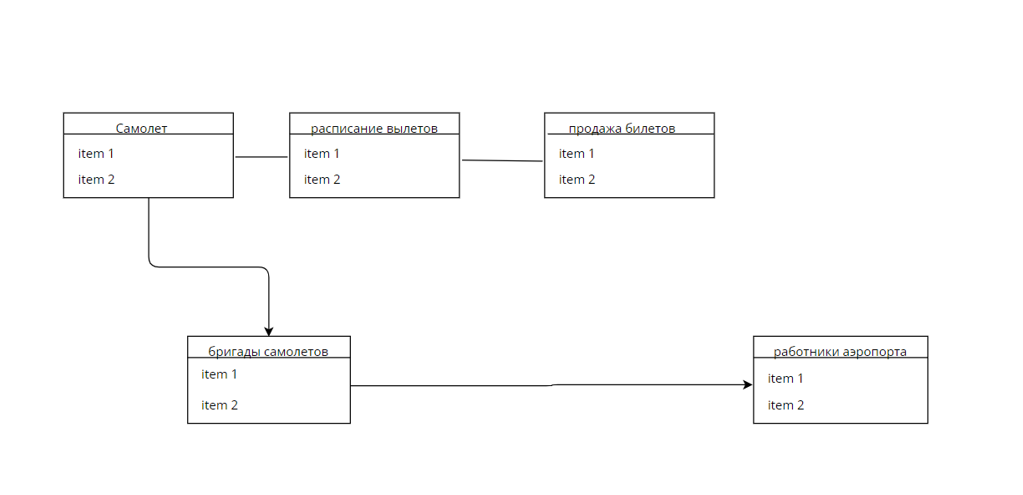 Самолет
item 1
item 2
расписание вылетов
item 1
item 2
продажа билетов
item 1
item 2
бригады самолетов
item 1
item 2
работники аэропорта
item 1
item 2